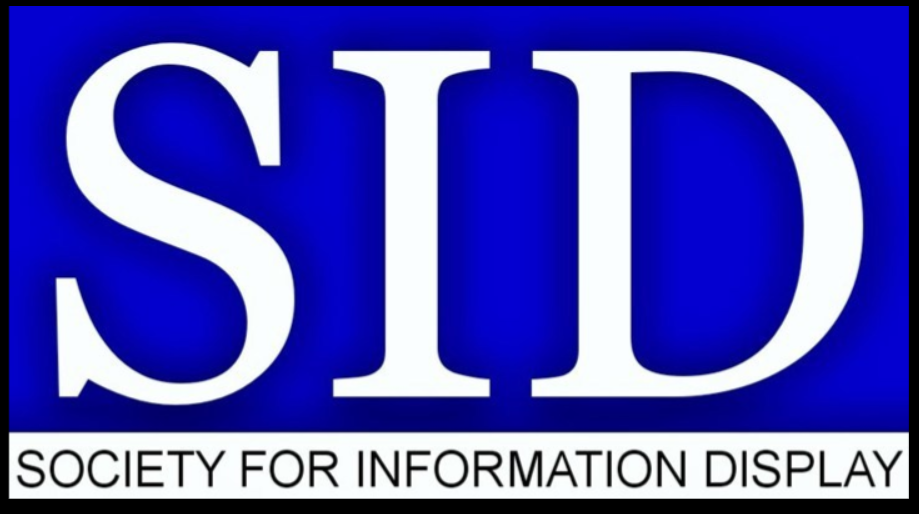 SID
SOCIETY FOR INFORMATION DISPLAY